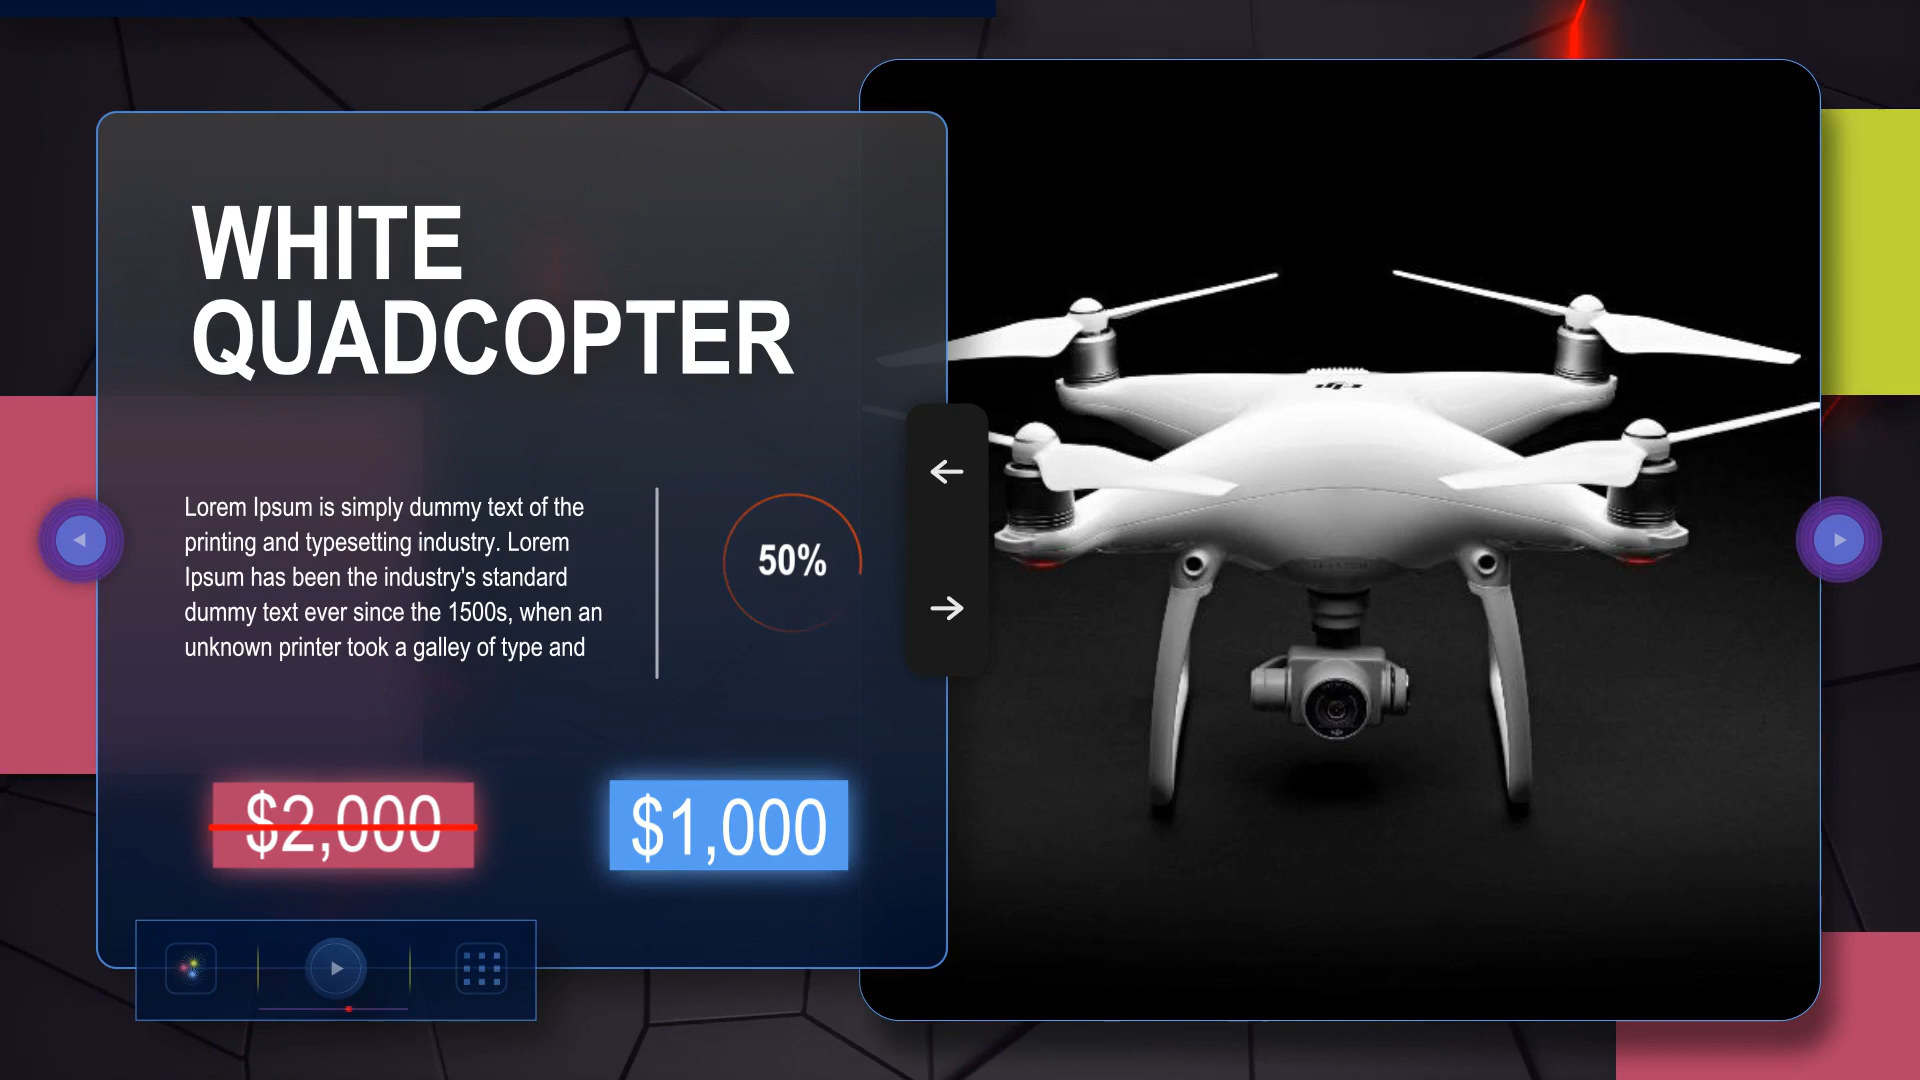 WHITE
QUADCOPTER
Lorem Ipsum is simply dummy text of the
printing and typesetting industry. Lorem
Ipsum has been the industry's standard
dummy text ever since the 1500s, when an
unknown printer took a galley of type and
50%
$2,000
$1,000
dji